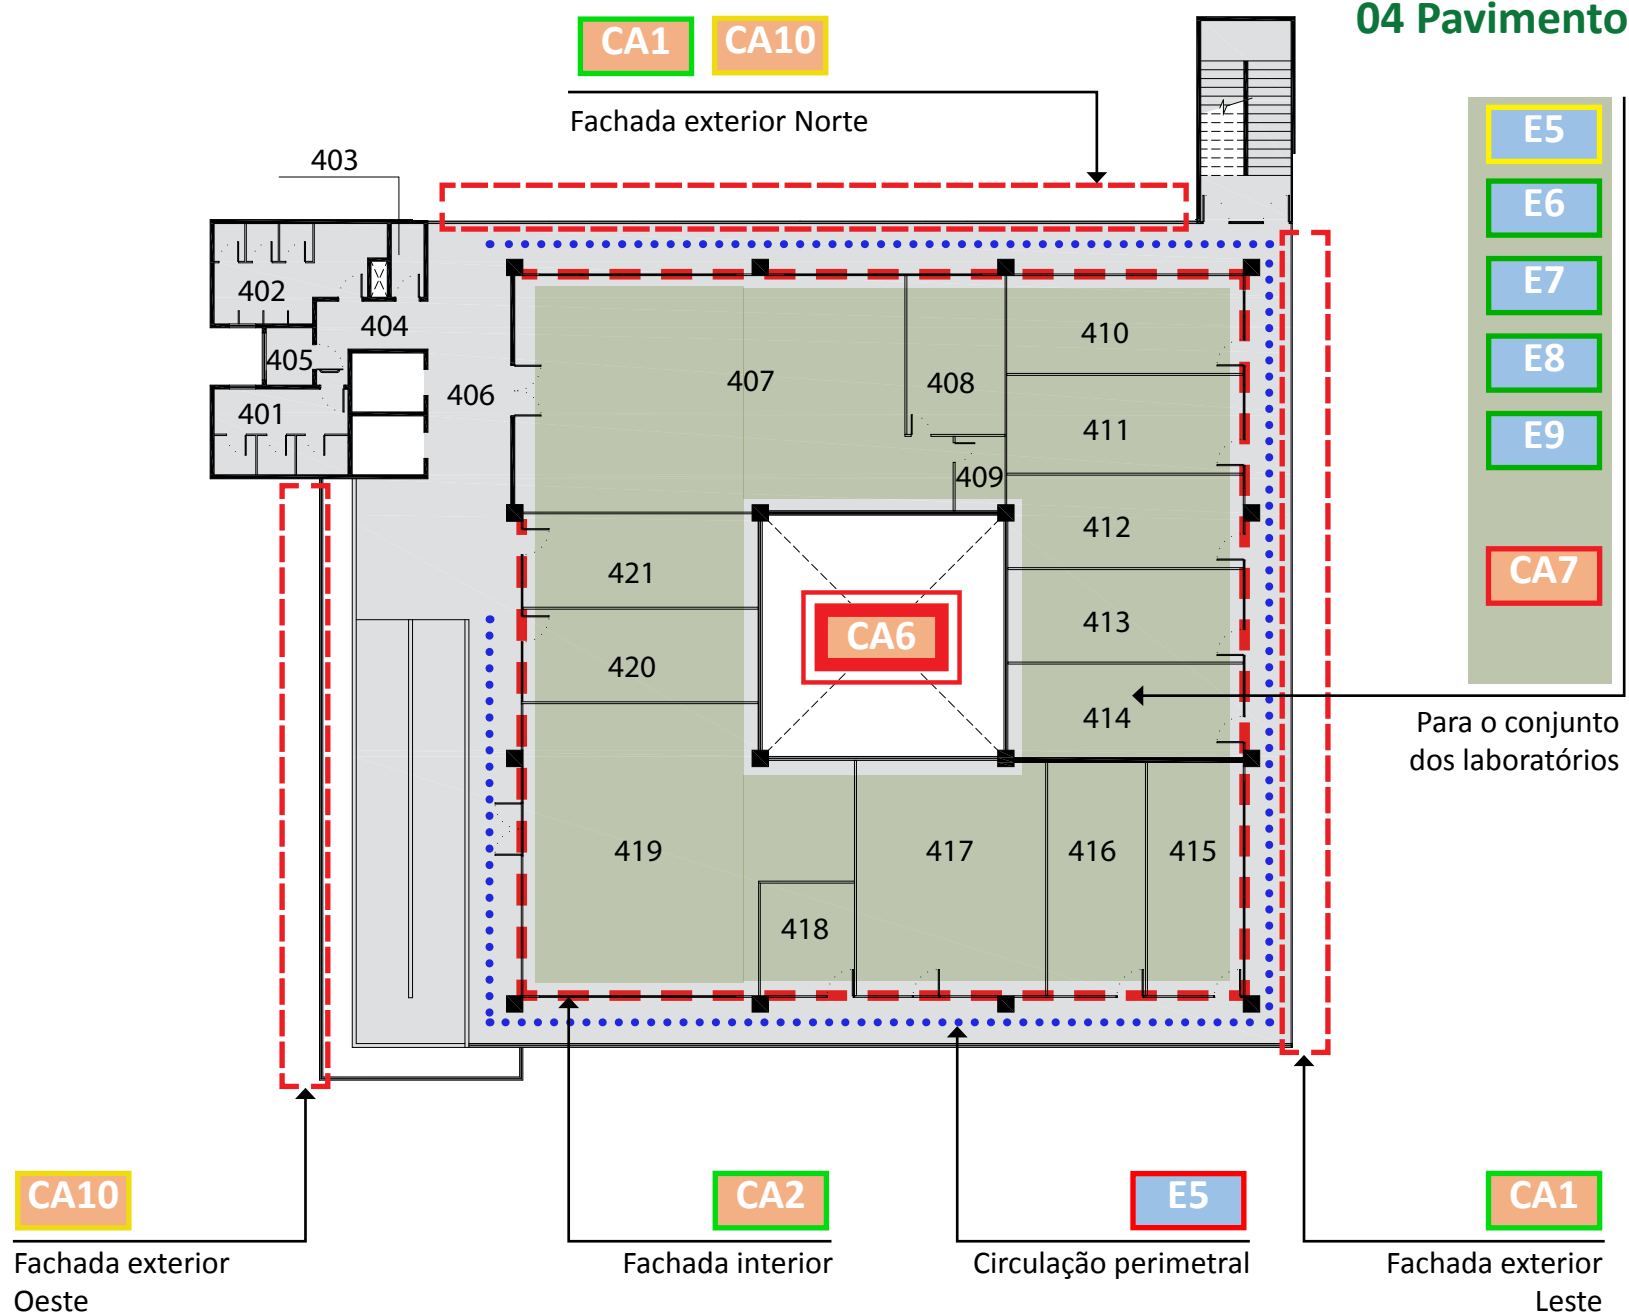 04 Pavimento
CA1 CA10
Fachada exterior Norte
E5
E6
E7
E8
E9
CA7
Para o conjunto
dos laboratórios
403
402
404
405
401
406
407
408
409
410
411
412
413
414
421
420
CA6
419
418
417
416
415
CA10
Fachada exterior
Oeste
CA2
Fachada interior
E5
Circulação perimetral
CA1
Fachada exterior
Leste